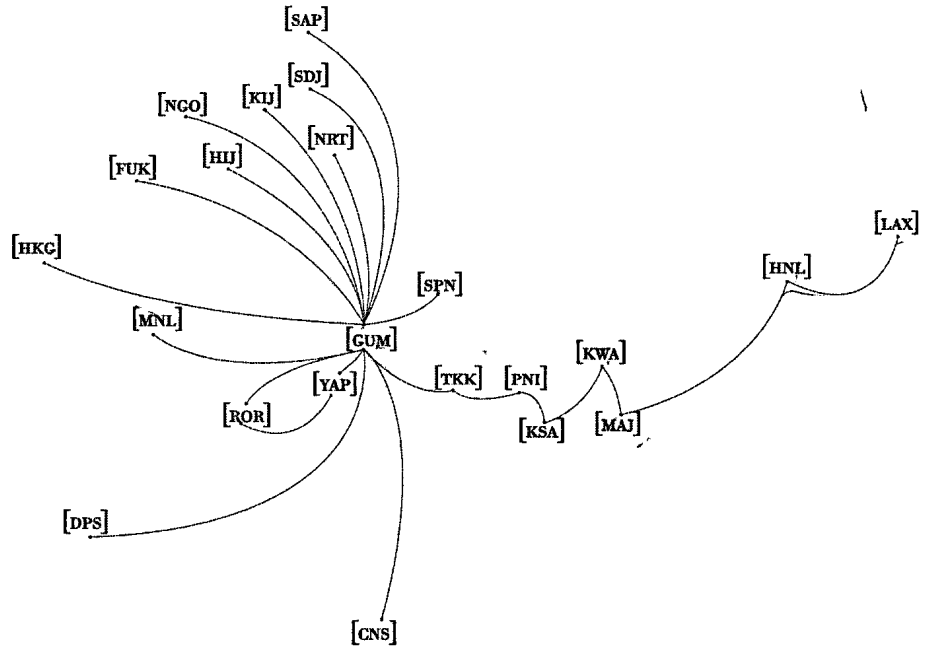 [SAP]
[SDJ]
[KIJ]
[NGO]
[NRT]
[HIJ]
[FUK]
[LAX]
[HKG]
[HNL]
[SPN]
[MNL]
[GUM]
[KWA]
[TKK]
[PNI]
[YAP]
[ROR]
[MAJ]
[KSA]
[DPS]
[CNS]